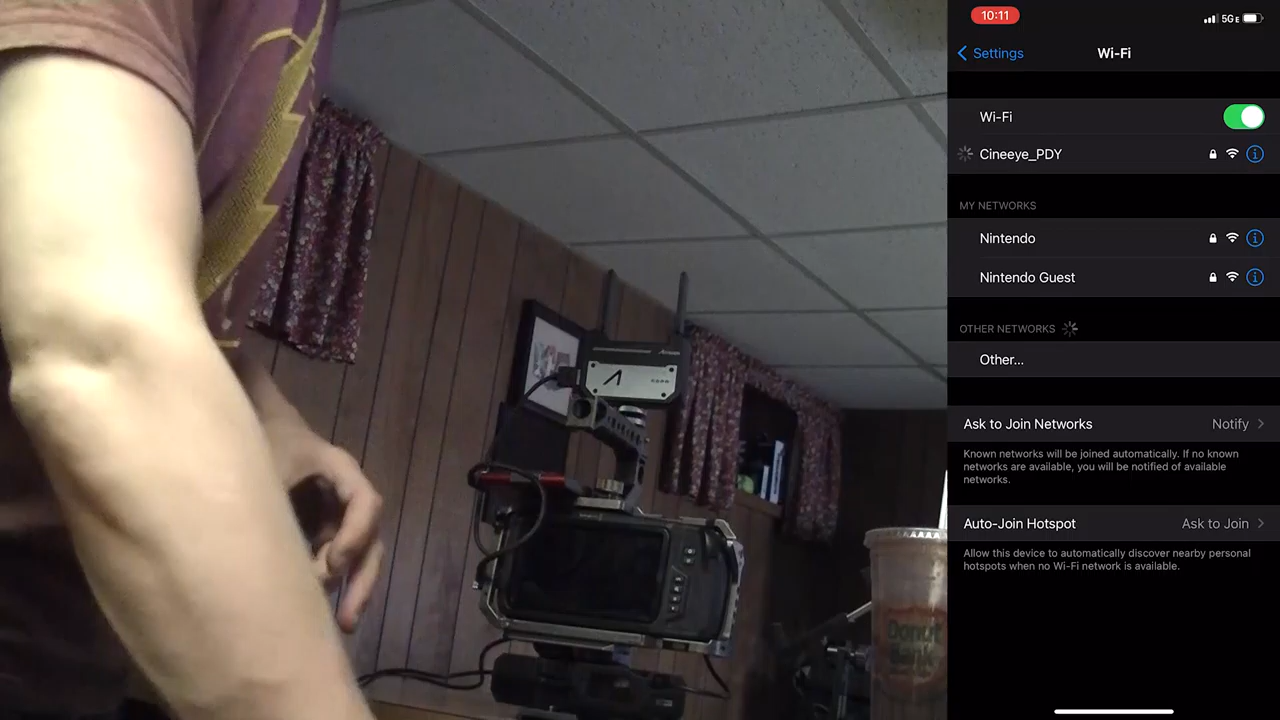 10:11
5GE
Settings
Wi-Fi
Wi-Fi
Cineeye_PDY
MY NETWORKS
Nintendo
Nintendo Guest
OTHER NETWORKS
Other...
Ask to Join Networks Notify
Known networks will be joined automatically. If no known
networks are available, you will be notified of available
networks.
Auto-Join Hotspot Ask to Join
Allow this device to automatically discover nearby personal
hotspots when no Wi-Fi network is available.
Donut